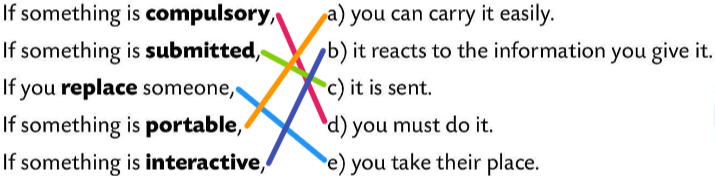 If something is compulsory, a) you can carry it easily.
If something is submitted, b) it reacts to the information you give it.
If you replace someone, c) it is sent.
If something is portable, d) you must do it.
If something is interactive, e) you take their place.